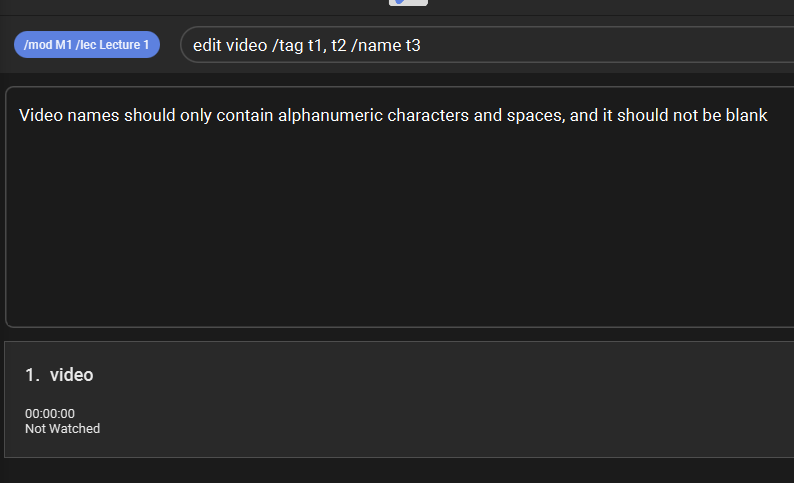 /mod M1 /lec Lecture 1
edit video /tag t1, t2 /name t3
Video names should only contain alphanumeric characters and spaces, and it should not be blank
1. video
00:00:00
Not Watched